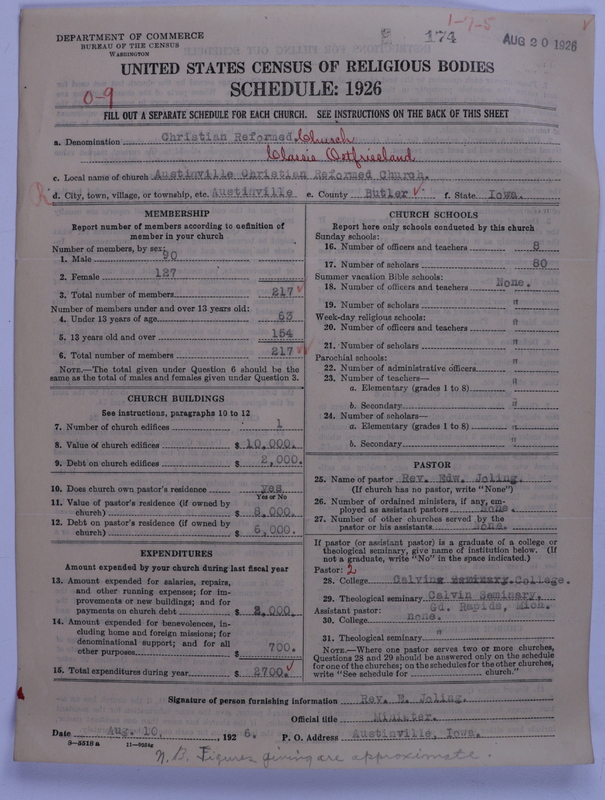 1-7-5
DEPARTMENT OF COMMERCE
BUREAU OF THE CENSUS
WASHINGTON
174
AUG 20 1926
UNITED STATES CENSUS OF RELIGIOUS BODIES
SCHEDULE: 1926
0-9
FILL OUT A SEPARATE SCHEDULE FOR EACH CHURCH. SEE INSTRUCTIONS ON THE BACK OF THIS SHEET
a. Denomination Christian Reformed Church
Classis Ostfriesland
c. Local name of church Austinville Christian Reformed Church.
d. City, town, village, or township, etc. Austinville e. County Butler f. State Iowa.
MEMBERSHIP
Report number of members according to definition of
member in your church
Number of members, by sex:
1. Male 90
2. Female 127
3. Total number of members 217
Number of members under and over 13 years old:
4. Under 13 years of age 63
5. 13 years old and over 154
6. Total number of members 217
NOTE.—The total given under Question 6 should be the
same as the total of males and females given under Question 3.
CHURCH BUILDINGS
See instructions, paragraphs 10 to 12
7. Number of church edifices 1
8. Value of church edifices $ 10,000.
9. Debt on church edifices $ 2,000.
10. Does church own pastor's residence yes
Yes or No
11. Value of pastor's residence (if owned by
church) $ 8,000.
12. Debt on pastor's residence (if owned by
church) $ 6,000.
EXPENDITURES
Amount expended by your church during last fiscal year
13. Amount expended for salaries, repairs,
and other running expenses; for im-
provements or new buildings; and for
payments on church debt $ 2,000.
14. Amount expended for benevolences, in-
cluding home and foreign missions; for
denominational support; and for all
other purposes $ 700.
15. Total expenditures during year $ 2700.
CHURCH SCHOOLS
Report here only schools conducted by this church
Sunday schools:
16. Number of officers and teachers 8
17. Number of scholars 80
Summer vacation Bible schools:
18. Number of officers and teachers None.
19. Number of scholars "
Week-day religious schools:
20. Number of officers and teachers "
21. Number of scholars "
Parochial schools:
22. Number of administrative officers "
23. Number of teachers—
a. Elementary (grades 1 to 8) "
b. Secondary "
24. Number of scholars—
a. Elementary (grades 1 to 8) "
b. Secondary "
PASTOR
25. Name of pastor Rev. Edw. Joling.
(If church has no pastor, write "None")
26. Number of ordained ministers, if any, em-
ployed as assistant pastors None .
27. Number of other churches served by the
pastor or his assistants None.
If pastor (or assistant pastor) is a graduate of a college or
theological seminary, give name of institution below. (If
not a graduate, write "No" in the space indicated.)
Pastor: 2
28. College Calving Seminary.College.
29. Theological seminary Calvin Seminary,
Gd. Rapids, Mich.
Assistant pastor:
30. College none.
31. Theological seminary "
NOTE.—Where one pastor serves two or more churches,
Questions 28 and 29 should be answered only on the schedule
for one of the churches; on the schedules for the other churches,
write "See schedule for church."
Signature of person furnishing information Rev. E. Joling.
Official title Minister.
Date Aug. 10, 1926. P. O. Address Austinville, Iowa.
8-5518 a
N.B. Figures giving are approximate.